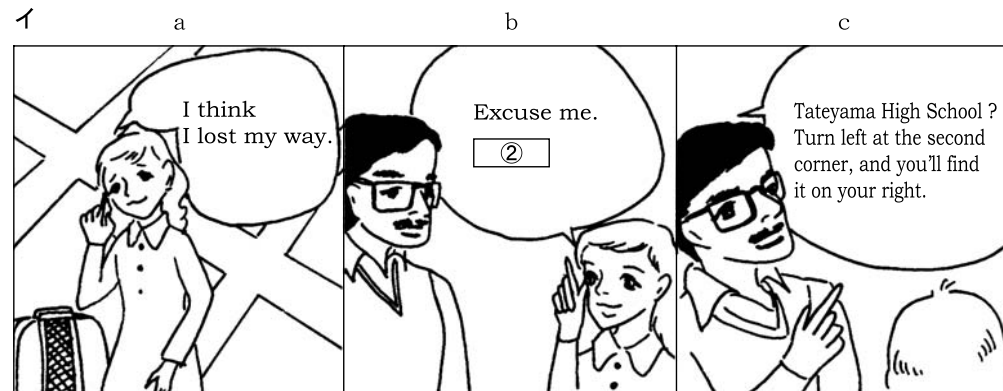 イ
a
b
c
I think
I lost my way.
Excuse me.
②
Tateyama High School ?
Turn left at the second
corner, and you'll find
it on your right.